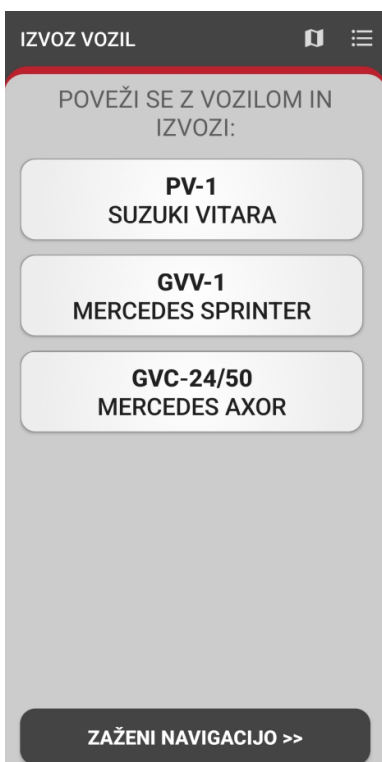 IZVOZ VOZIL
POVEŽI SE Z VOZILOM IN
IZVOZI:
PV-1
SUZUKI VITARA
GVV-1
MERCEDES SPRINTER
GVC-24/50
MERCEDES AXOR
ZAŽENI NAVIGACIJO >>